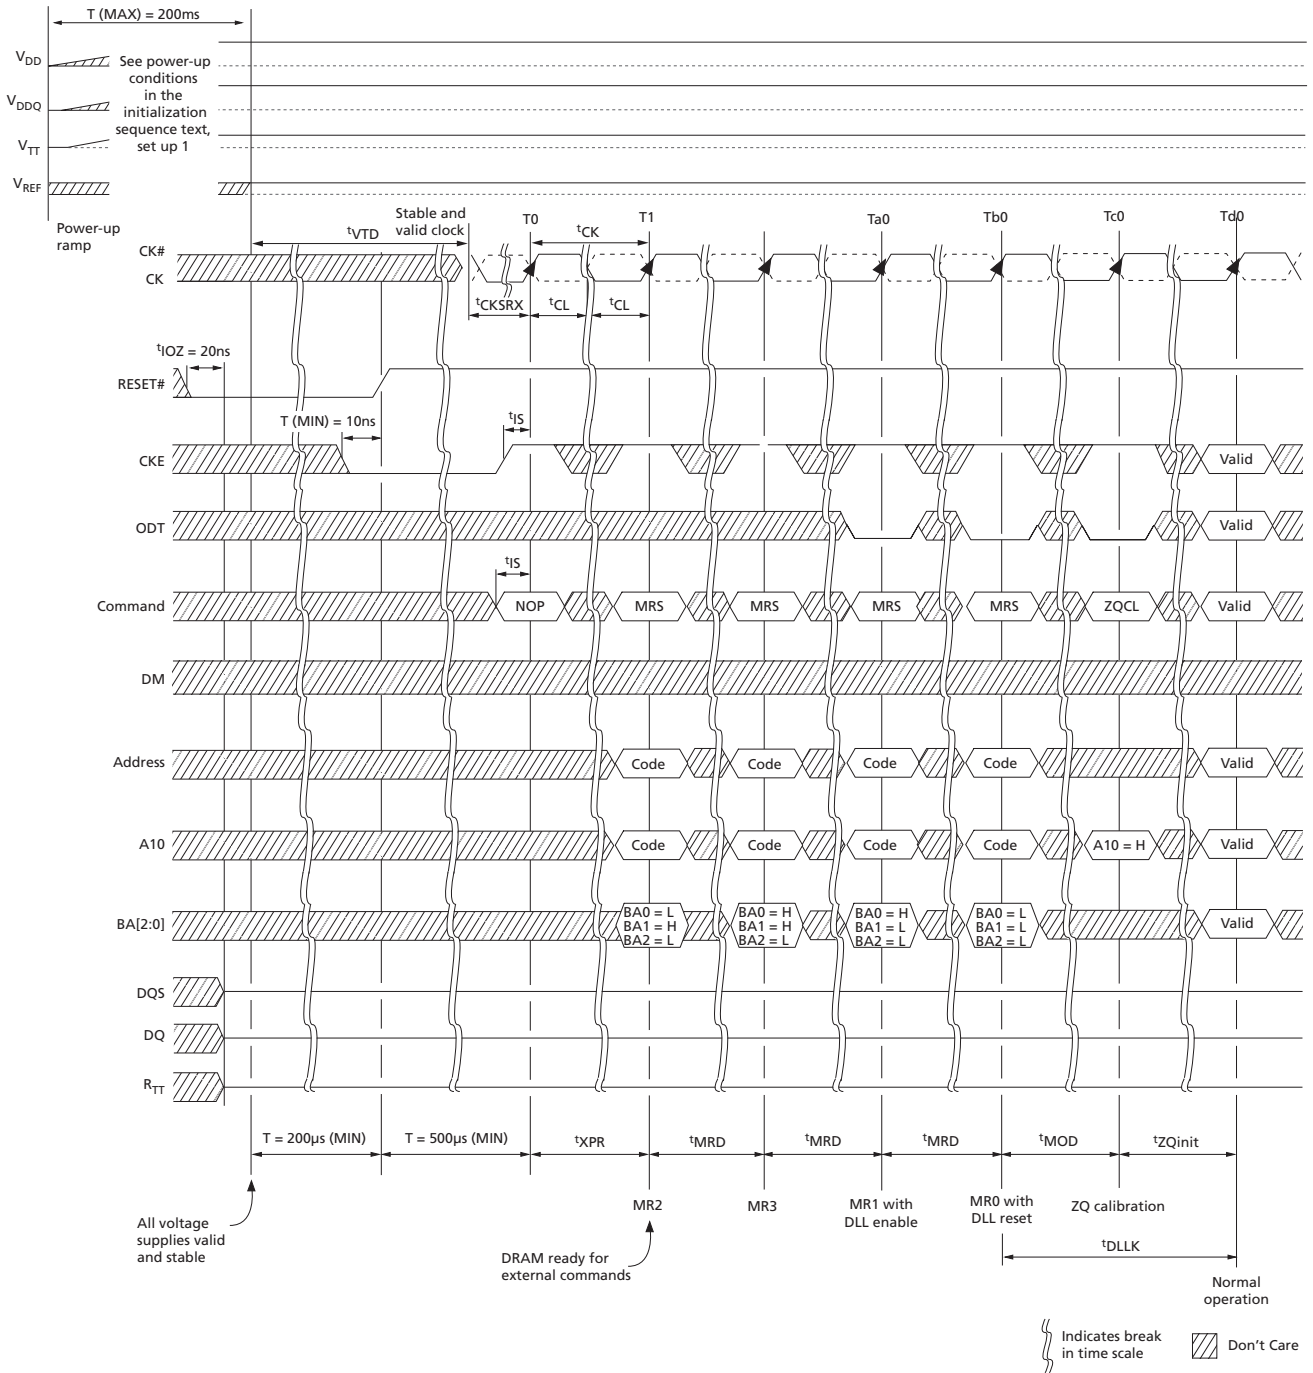 T (MAX) = 200ms
VDD
See power-up
conditions
in the
initialization
sequence text,
set up 1
VDDQ
VTT
VREF
Power-up
ramp
Stable and
valid clock
T0
T1
Ta0
Tb0
Tc0
Td0
tVTD
tCK
CK#
CK
tCKSRX
tCL
tCL
tIOZ = 20ns
RESET#
T (MIN) = 10ns
tIS
CKE
Valid
ODT
Valid
tIS
Command
NOP
MRS
MRS
MRS
MRS
ZQCL
Valid
DM
Address
Code
Code
Code
Code
Valid
A10
Code
Code
Code
Code
A10 = H
Valid
BA[2:0]
BA0 = L
BA1 = H
BA2 = L
BA0 = H
BA1 = H
BA2 = L
BA0 = H
BA1 = L
BA2 = L
BA0 = L
BA1 = L
BA2 = L
Valid
DQS
DQ
RTT
T = 200µs (MIN)
T = 500µs (MIN)
tXPR
tMRD
tMRD
tMRD
tMOD
tZQinit
MR2
MR3
MR1 with
DLL enable
MR0 with
DLL reset
ZQ calibration
All voltage
supplies valid
and stable
DRAM ready for
external commands
tDLLK
Normal
operation
Indicates break
in time scale
Don't Care